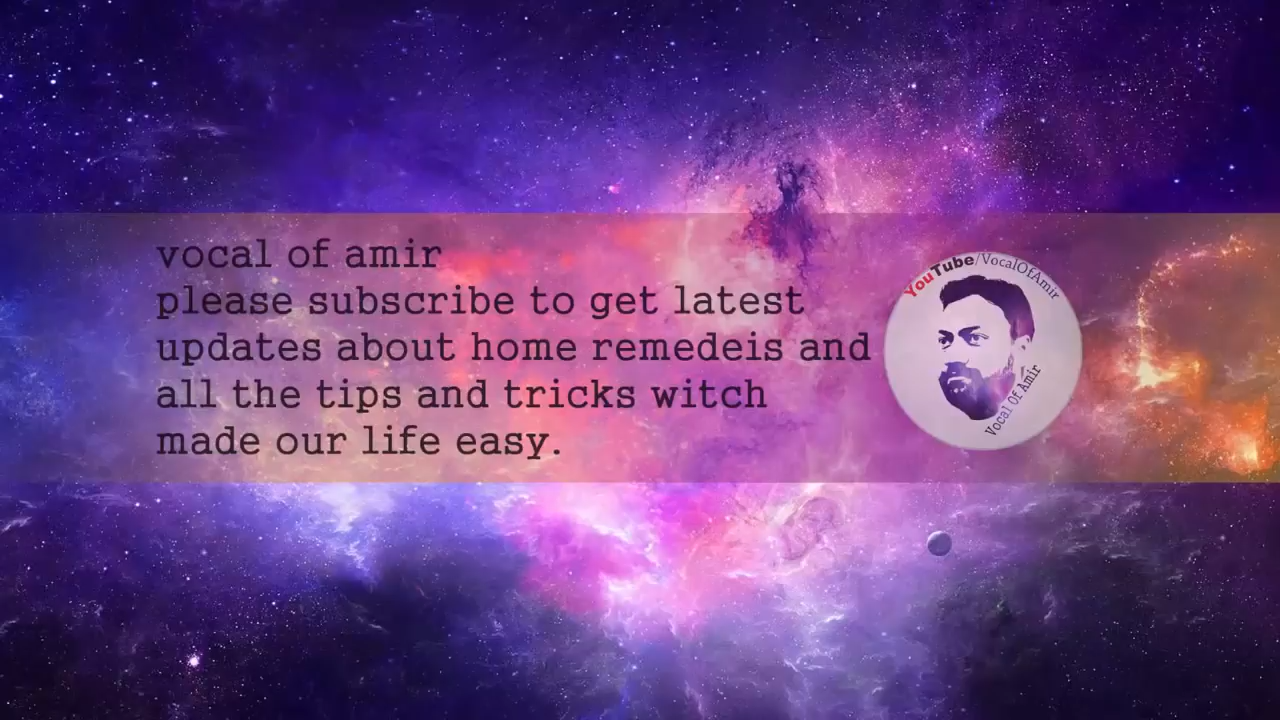 vocal of amir
please subscribe to get latest
updates about home remedeis and
all the tips and tricks witch
made our life easy.
YouTube/VocalOfAmir
Vocal Of Amir